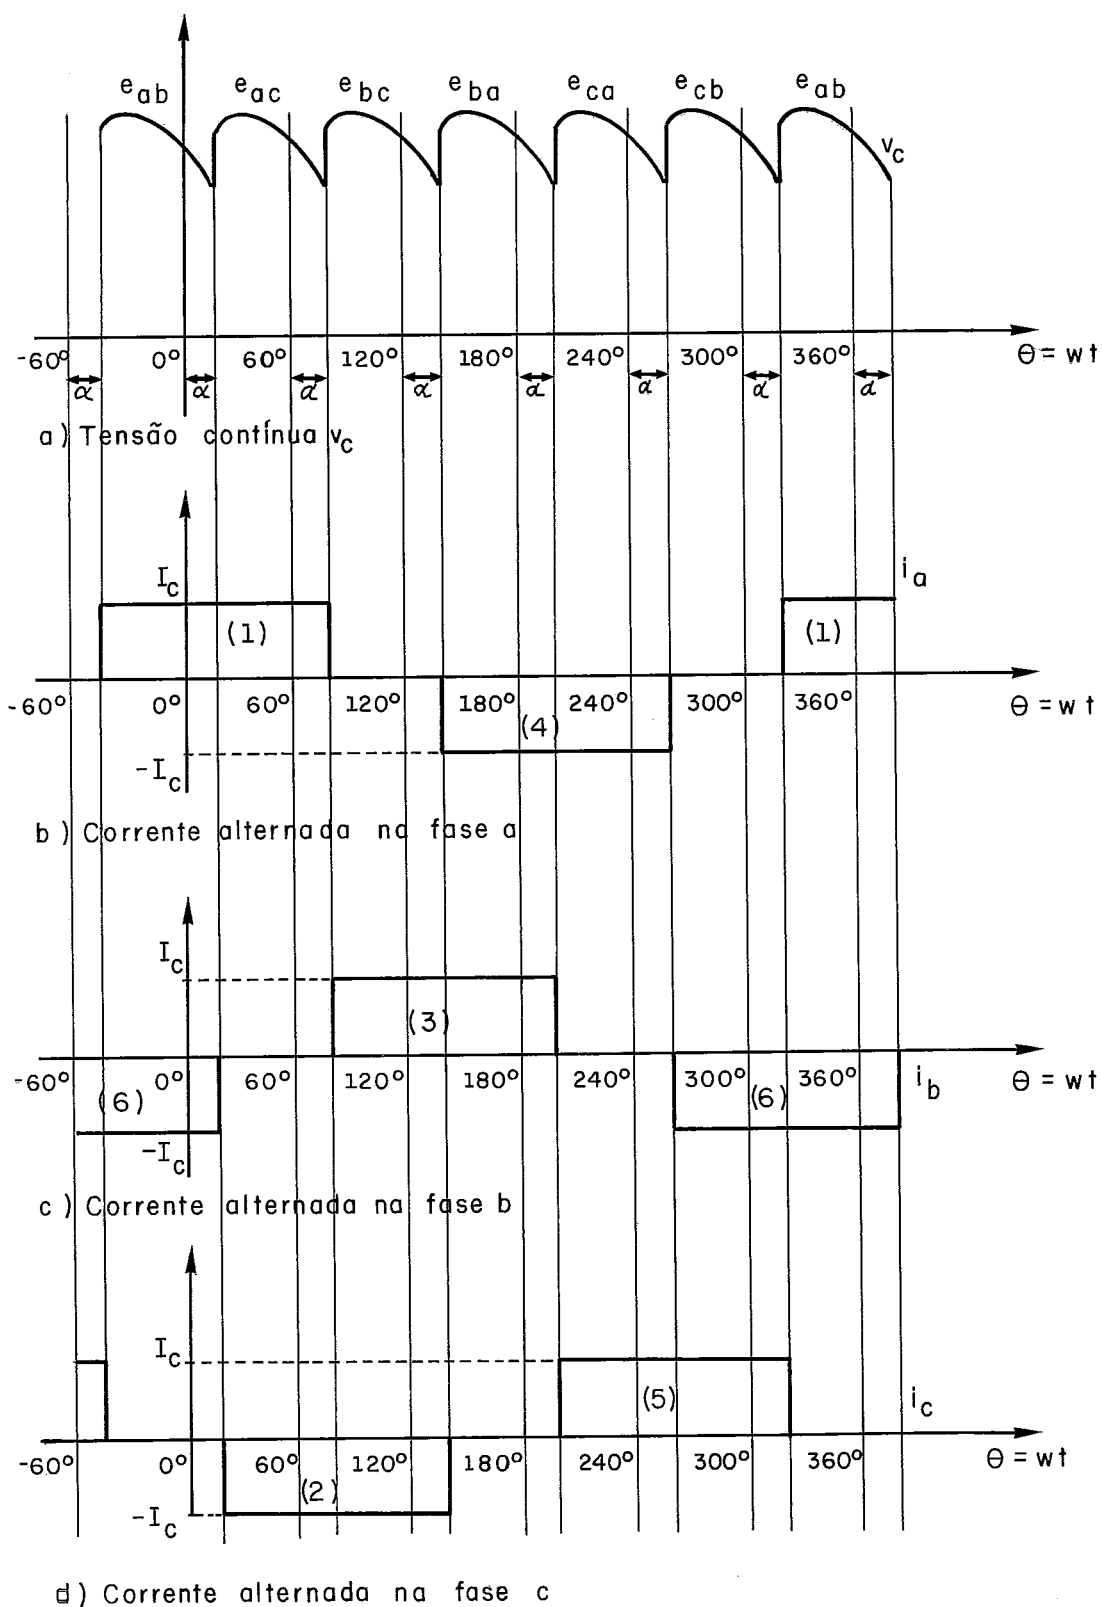 e_ab e_ac e_bc e_ba e_ca e_cb e_ab
v_c
-60° 0° 60° 120° 180° 240° 300° 360° θ = wt
α α α α α α α α
a) Tensão contínua v_c
I_c i_a
(1) (1)
-60° 0° 60° 120° 180° 240° 300° 360° θ = wt
(4)
-I_c
b) Corrente alternada na fase a
I_c
(3)
-60° 0° 60° 120° 180° 240° 300° 360° i_b θ = wt
(6) (6)
-I_c
c) Corrente alternada na fase b
I_c
(5) i_c
-60° 0° 60° 120° 180° 240° 300° 360° θ = wt
(2)
-I_c
d) Corrente alternada na fase c